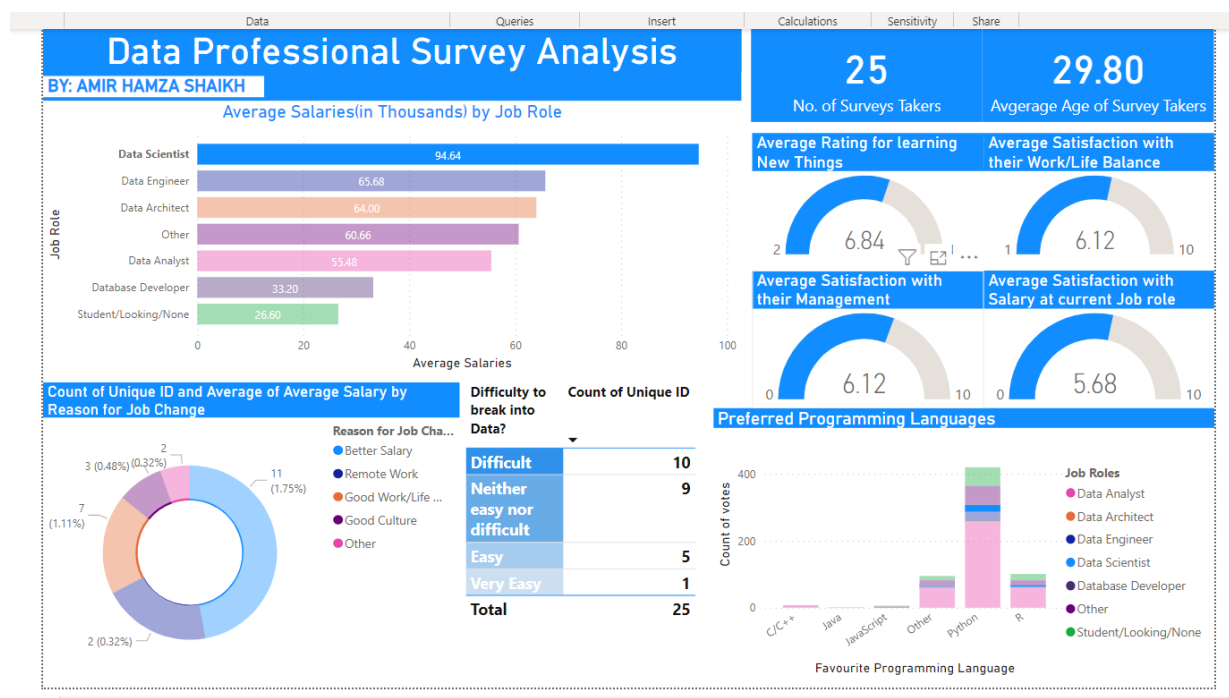 Data Queries Insert Calculations Sensitivity Share
Data Professional Survey Analysis
BY: AMIR HAMZA SHAIKH
25
No. of Surveys Takers
29.80
Avgerage Age of Survey Takers
Average Salaries(in Thousands) by Job Role
Job Role
Data Scientist 94.64
Data Engineer 65.68
Data Architect 64.00
Other 60.66
Data Analyst 55.48
Database Developer 33.20
Student/Looking/None 26.60
0 20 40 60 80 100
Average Salaries
Average Rating for learning
New Things
2 6.84
Average Satisfaction with
their Work/Life Balance
1 6.12 10
Average Satisfaction with
their Management
0 6.12 10
Average Satisfaction with
Salary at current Job role
0 5.68 10
Count of Unique ID and Average of Average Salary by
Reason for Job Change
2
(0.32%)
3 (0.48%)
11
(1.75%)
7
(1.11%)
2 (0.32%)
Reason for Job Cha...
Better Salary
Remote Work
Good Work/Life ...
Good Culture
Other
Difficulty to
break into
Data?
Count of Unique ID
Difficult 10
Neither 9
easy nor
difficult
Easy 5
Very Easy 1
Total 25
Preferred Programming Languages
Count of votes
400
200
0
C/C++ Java JavaScript Other Python R
Favourite Programming Language
Job Roles
Data Analyst
Data Architect
Data Engineer
Data Scientist
Database Developer
Other
Student/Looking/None